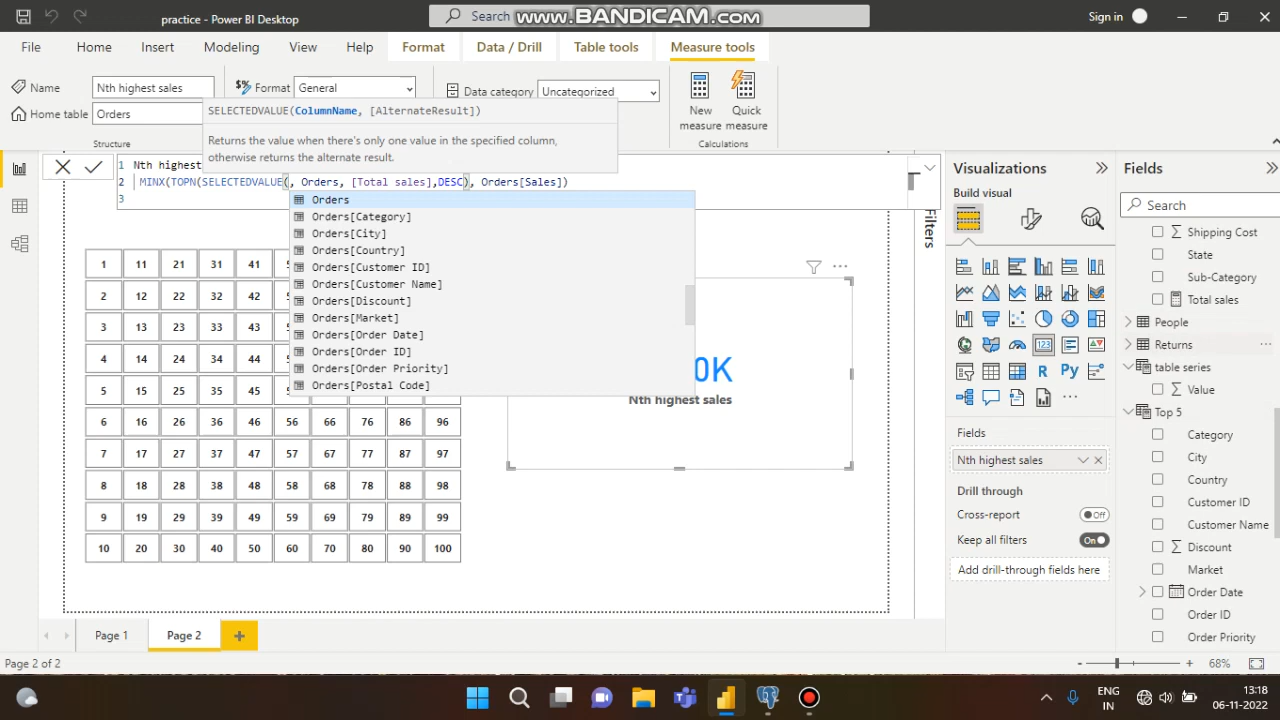 practice - Power BI Desktop
Search
www.BANDICAM.com
Sign in
File Home Insert Modeling View Help Format Data / Drill Table tools Measure tools
Name Nth highest sales
Format General
Data category Uncategorized
Home table Orders
New measure
Quick measure
Structure
Calculations
SELECTEDVALUE(ColumnName, [AlternateResult])
Returns the value when there's only one value in the specified column, otherwise returns the alternate result.
1 Nth highest
2 MINX(TOPN(SELECTEDVALUE(, Orders, [Total sales],DESC), Orders[Sales])
3
Orders
Orders[Category]
Orders[City]
Orders[Country]
Orders[Customer ID]
Orders[Customer Name]
Orders[Discount]
Orders[Market]
Orders[Order Date]
Orders[Order ID]
Orders[Order Priority]
Orders[Postal Code]
1 11 21 31 41
2 12 22 32 42
3 13 23 33 43
4 14 24 34 44
5 15 25 35 45
6 16 26 36 46 56 66 76 86 96
7 17 27 37 47 57 67 77 87 97
8 18 28 38 48 58 68 78 88 98
9 19 29 39 49 59 69 79 89 99
10 20 30 40 50 60 70 80 90 100
0K
Nth highest sales
Filters
Visualizations
Build visual
Fields
Nth highest sales
Drill through
Cross-report Off
Keep all filters On
Add drill-through fields here
Fields
Search
Shipping Cost
State
Sub-Category
Total sales
People
Returns
table series
Value
Top 5
Category
City
Country
Customer ID
Customer Name
Discount
Market
Order Date
Order ID
Order Priority
Page 1
Page 2
Page 2 of 2
68%
ENG
IN
13:18
06-11-2022